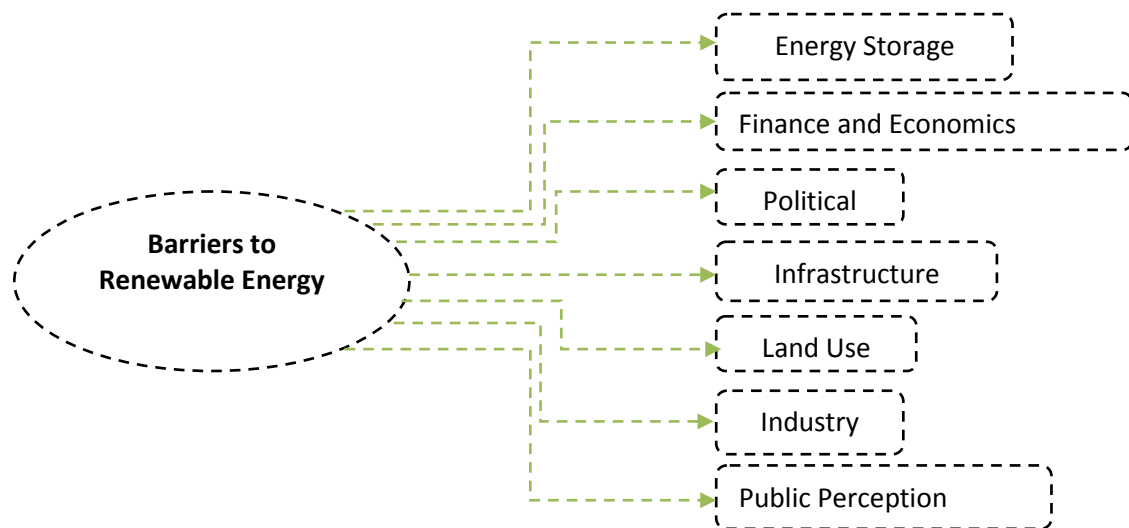 Energy Storage
Finance and Economics
Political
Barriers to
Renewable Energy
Infrastructure
Land Use
Industry
Public Perception